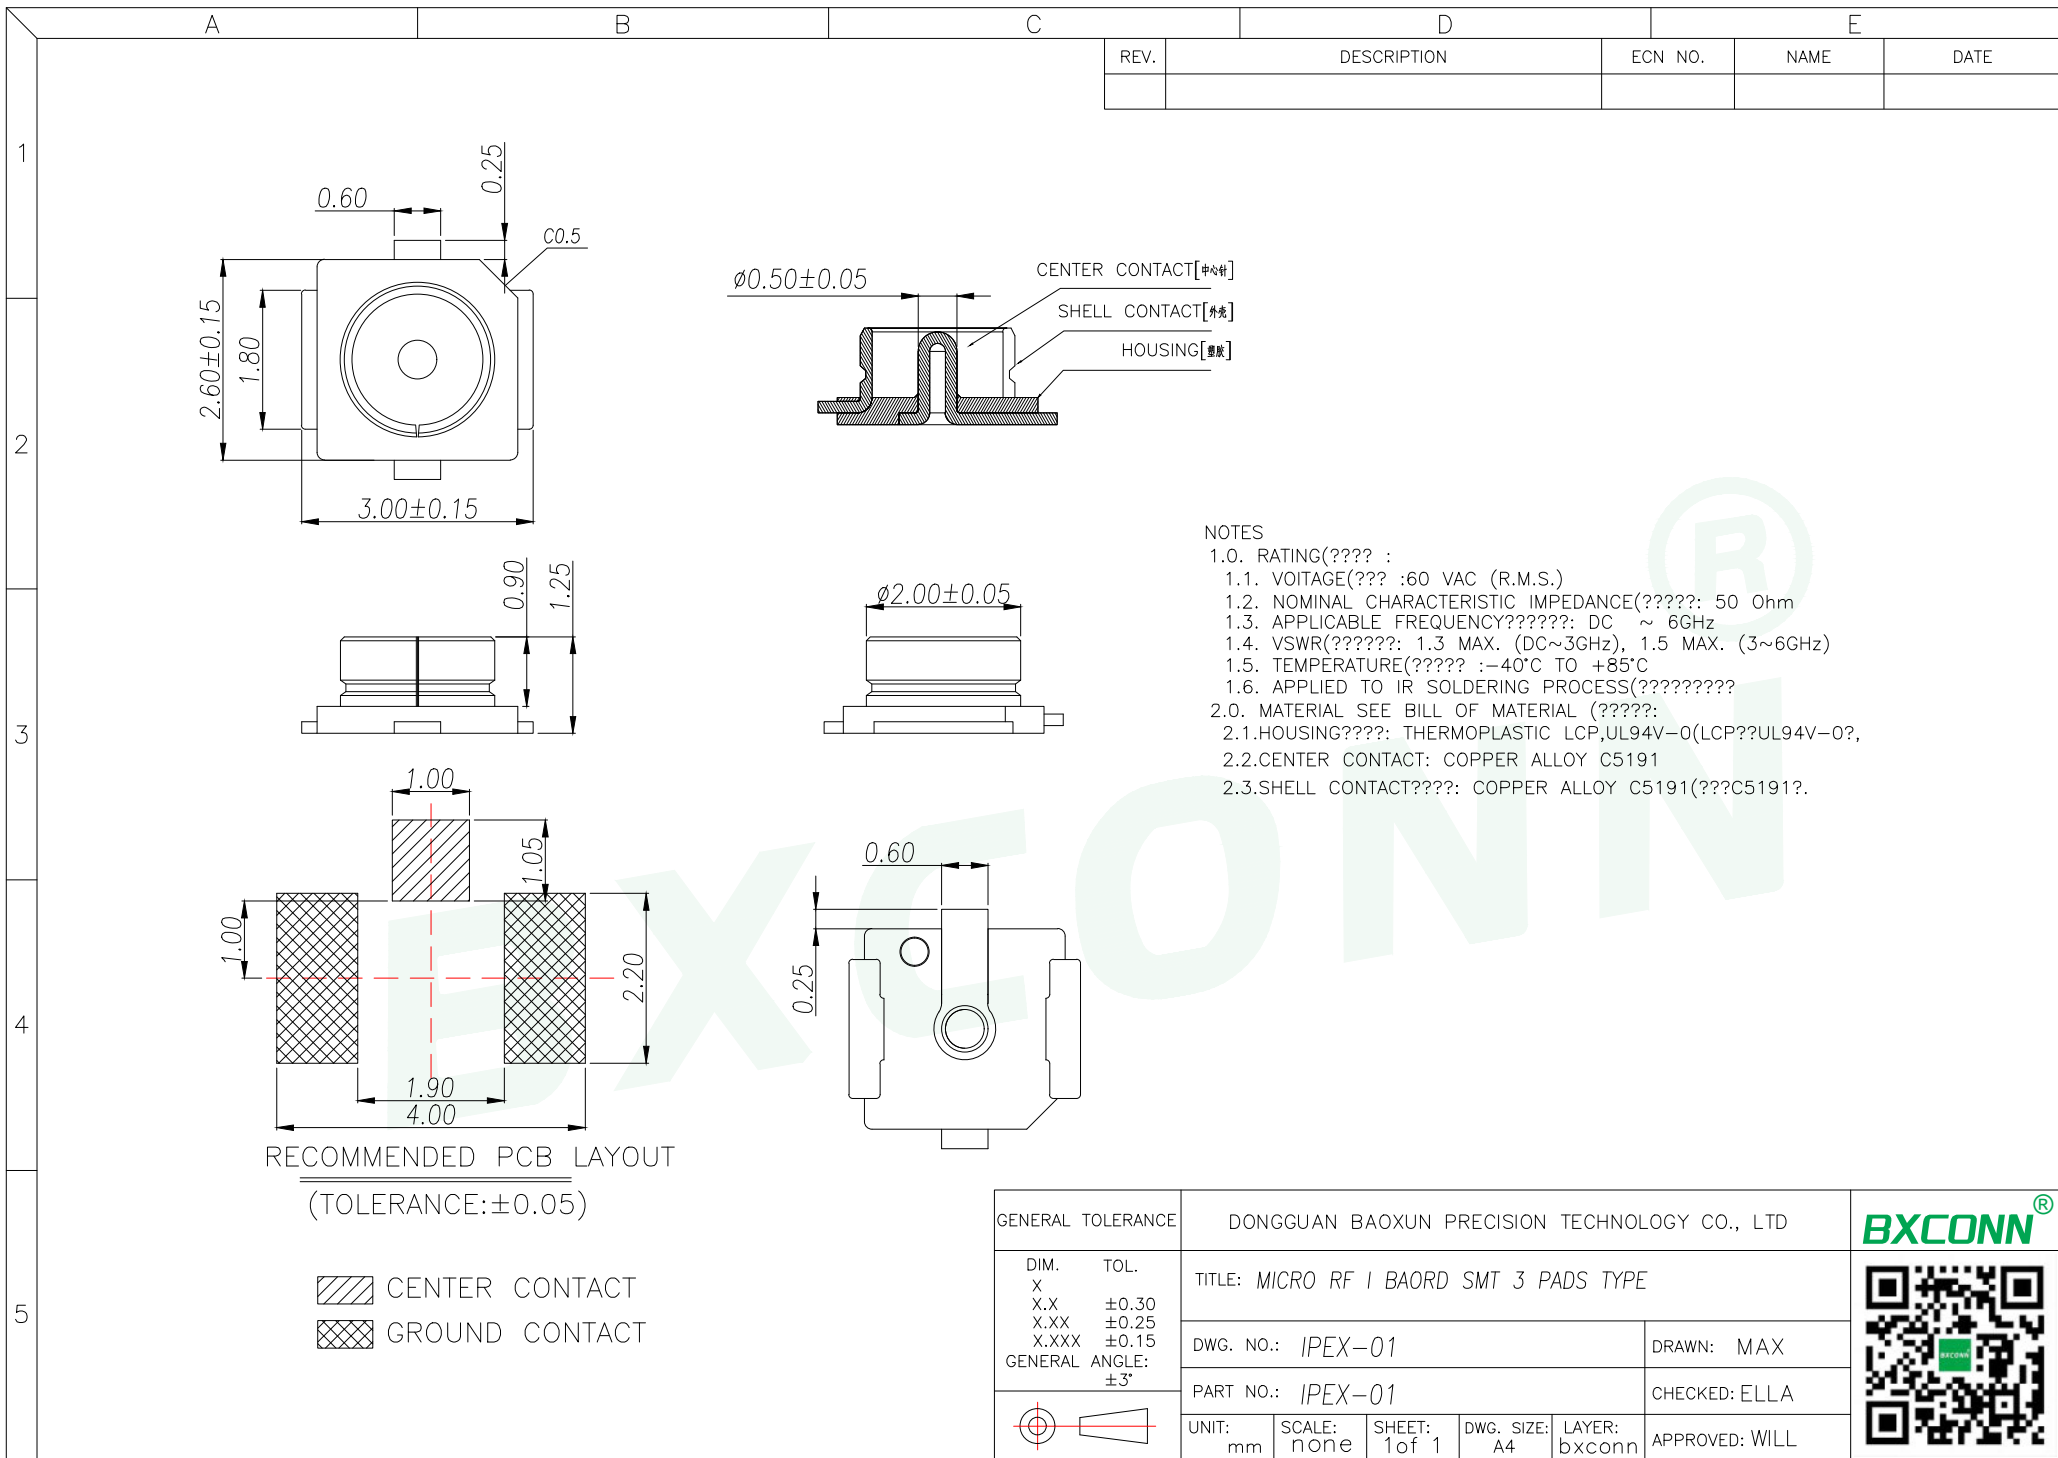 A B C D E
REV. DESCRIPTION ECN NO. NAME DATE
1
2
3
4
5
0.60
0.25
C0.5
2.60±0.15
1.80
3.00±0.15
ø0.50±0.05
CENTER CONTACT[中心针]
SHELL CONTACT[外壳]
HOUSING[塑胶]
0.90
1.25
ø2.00±0.05
NOTES
1.0. RATING(???? :
1.1. VOITAGE(??? :60 VAC (R.M.S.)
1.2. NOMINAL CHARACTERISTIC IMPEDANCE(?????: 50 Ohm
1.3. APPLICABLE FREQUENCY??????: DC ~ 6GHz
1.4. VSWR(??????: 1.3 MAX. (DC~3GHz), 1.5 MAX. (3~6GHz)
1.5. TEMPERATURE(????? :-40°C TO +85°C
1.6. APPLIED TO IR SOLDERING PROCESS(?????????
2.0. MATERIAL SEE BILL OF MATERIAL (?????:
2.1.HOUSING????: THERMOPLASTIC LCP,UL94V-0(LCP??UL94V-0?,
2.2.CENTER CONTACT: COPPER ALLOY C5191
2.3.SHELL CONTACT????: COPPER ALLOY C5191(???C5191?.
1.00
1.05
1.00
2.20
1.90
4.00
RECOMMENDED PCB LAYOUT
(TOLERANCE:±0.05)
CENTER CONTACT
GROUND CONTACT
0.60
0.25
BXCONN®
GENERAL TOLERANCE
DIM. TOL.
X
X.X ±0.30
X.XX ±0.25
X.XXX ±0.15
GENERAL ANGLE:
±3°
DONGGUAN BAOXUN PRECISION TECHNOLOGY CO., LTD
TITLE: MICRO RF I BAORD SMT 3 PADS TYPE
DWG. NO.: IPEX-01
DRAWN: MAX
PART NO.: IPEX-01
CHECKED: ELLA
UNIT: mm
SCALE: none
SHEET: 1of 1
DWG. SIZE: A4
LAYER: bxconn
APPROVED: WILL
BXCONN®
BXCONN